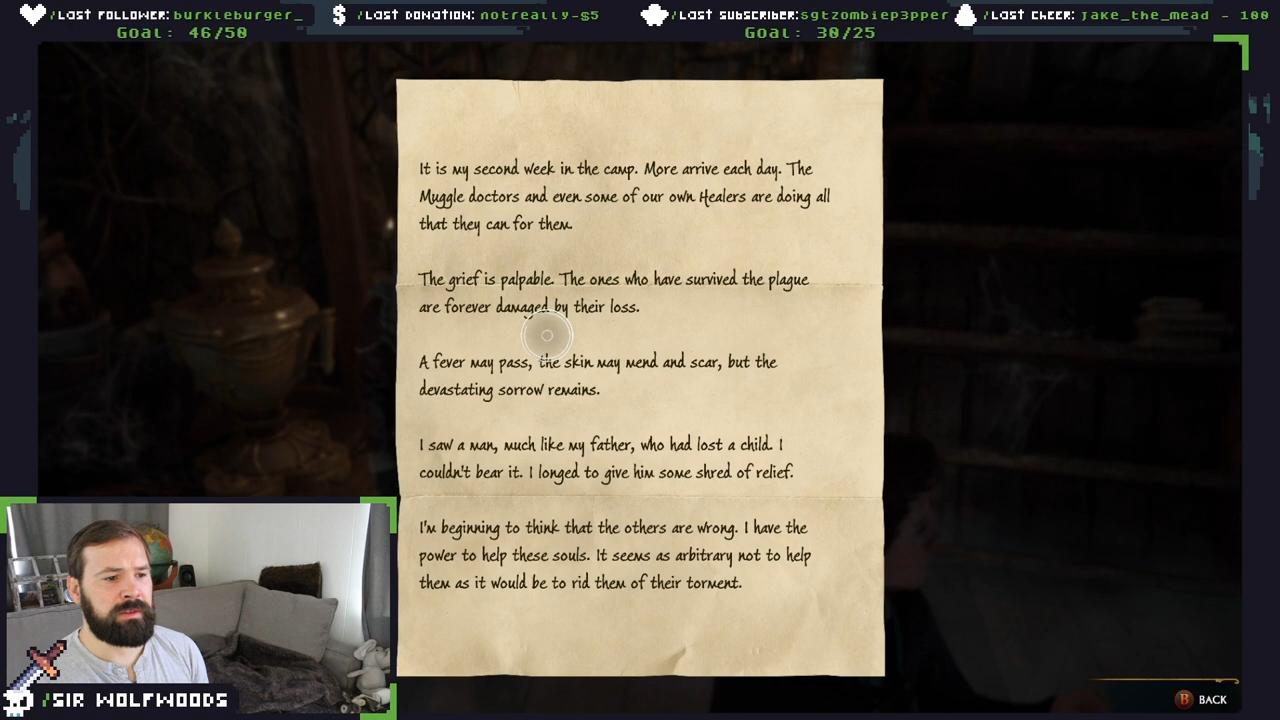 /Last Follower: burkleburger_
Goal: 46/50
$ /Last Donation: notreally-$5
/Last Subscriber:sgtzombiep3pper
Goal: 30/25
/Last Cheer: jake_the_mead - 100
It is my second week in the camp. More arrive each day. The
Muggle doctors and even some of our own Healers are doing all
that they can for them.
The grief is palpable. The ones who have survived the plague
are forever damaged by their loss.
A fever may pass, the skin may mend and scar, but the
devastating sorrow remains.
I saw a man, much like my father, who had lost a child. I
couldn't bear it. I longed to give him some shred of relief.
I'm beginning to think that the others are wrong. I have the
power to help these souls. It seems as arbitrary not to help
them as it would be to rid them of their torment.
/Sir Wolfwoods
B BACK